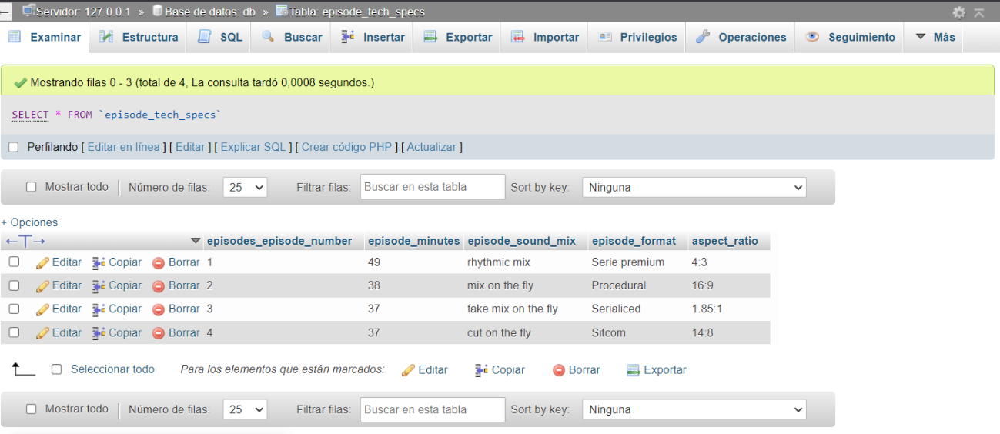 Servidor: 127.0.0.1 » Base de datos: db » Tabla: episode_tech_specs
Examinar Estructura SQL Buscar Insertar Exportar Importar Privilegios Operaciones Seguimiento Más
Mostrando filas 0 - 3 (total de 4, La consulta tardó 0,0008 segundos.)
SELECT * FROM `episode_tech_specs`
Perfilando [ Editar en línea ] [ Editar ] [ Explicar SQL ] [ Crear código PHP ] [ Actualizar ]
Mostrar todo | Número de filas: 25 Filtrar filas: Buscar en esta tabla Sort by key: Ninguna
+ Opciones
←T→ episodes_episode_number episode_minutes episode_sound_mix episode_format aspect_ratio
Editar Copiar Borrar 1 49 rhythmic mix Serie premium 4:3
Editar Copiar Borrar 2 38 mix on the fly Procedural 16:9
Editar Copiar Borrar 3 37 fake mix on the fly Serialiced 1.85:1
Editar Copiar Borrar 4 37 cut on the fly Sitcom 14:8
Seleccionar todo Para los elementos que están marcados: Editar Copiar Borrar Exportar
Mostrar todo | Número de filas: 25 Filtrar filas: Buscar en esta tabla Sort by key: Ninguna